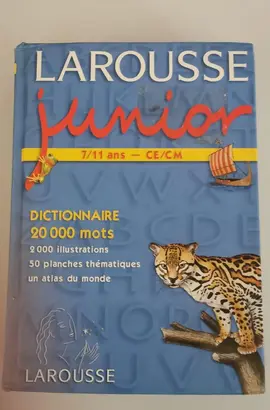 LAROUSSE
junior
7/11 ans — CE/CM
DICTIONNAIRE
20 000 mots
2 000 illustrations
50 planches thématiques
un atlas du monde
LAROUSSE